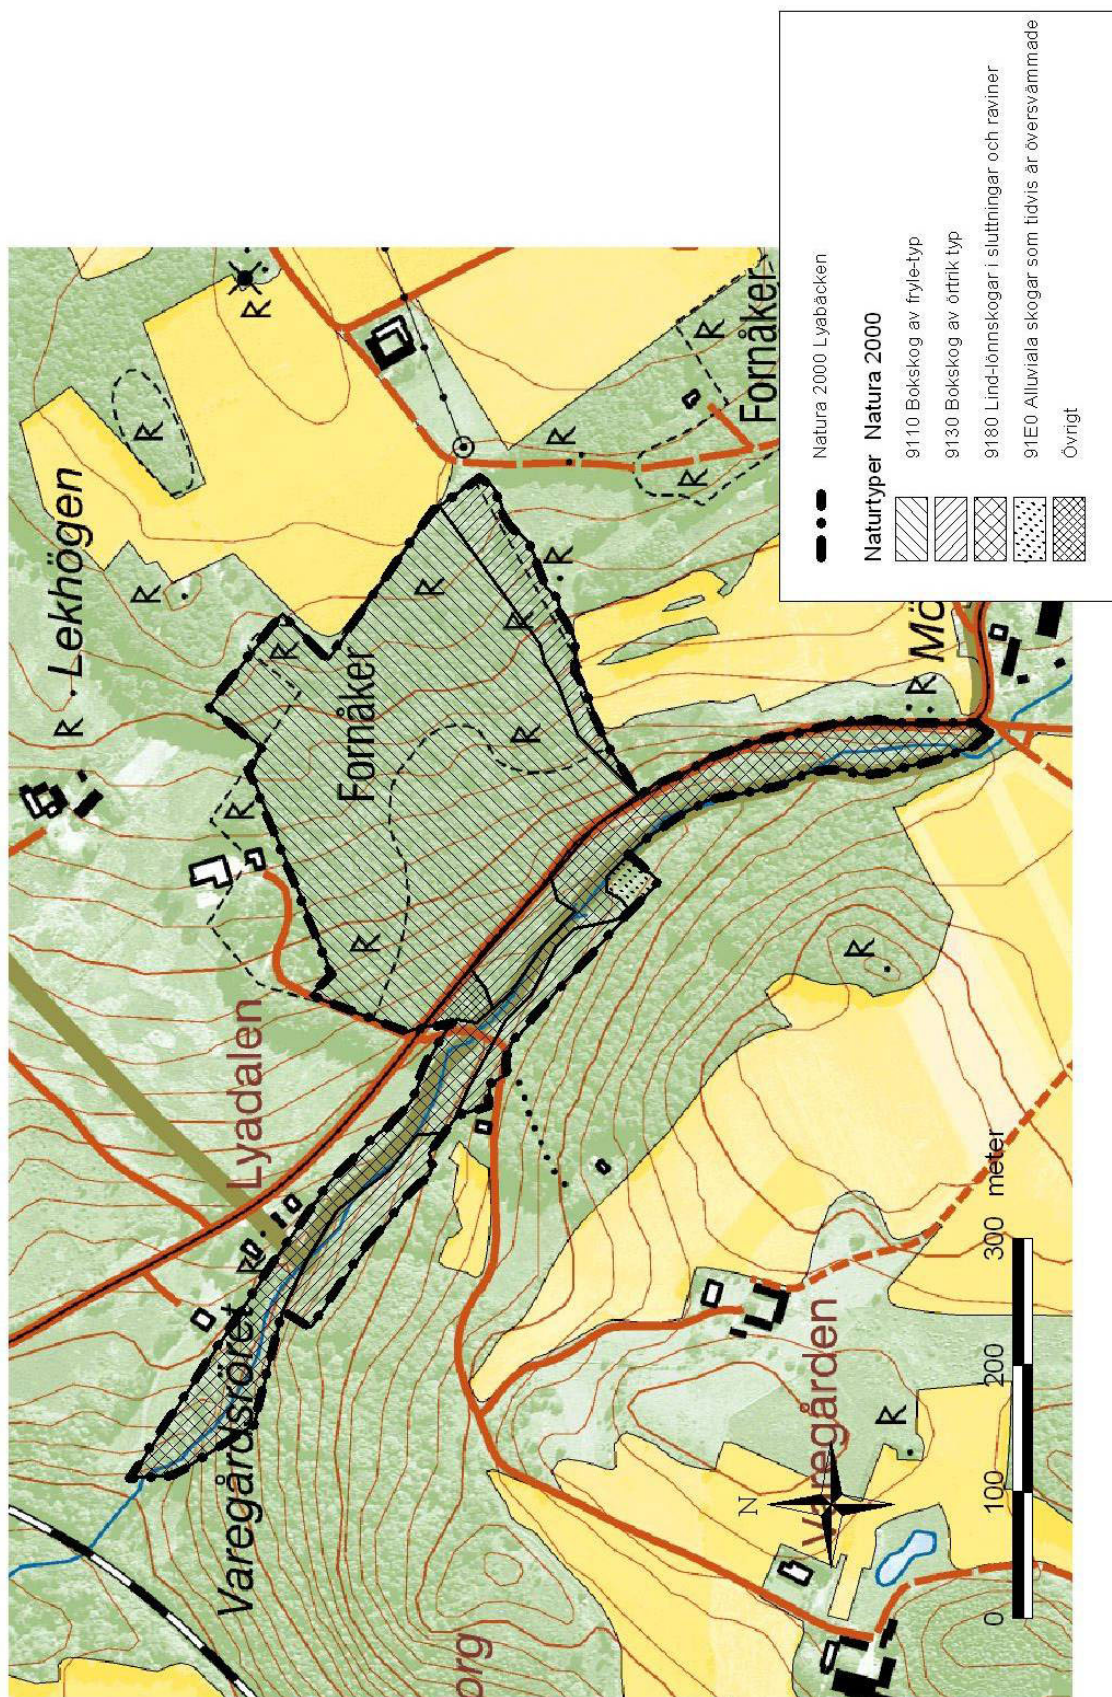 R
Lekhögen
R
R
R
R
Fornåker
R
R
R
R
R
R
R
R
R
Fornåker
Lyadalen
R
Varegårdsröret
R
Mö
R
R
Varegården
org
N
0
100
200
300
meter
Natura 2000 Lyabäcken
Naturtyper Natura 2000
9110 Bokskog av fryle-typ
9130 Bokskog av örtrik typ
9180 Lind-lönnskogar i sluttningar och raviner
91E0 Alluviala skogar som tidvis är översvämmade
Övrigt